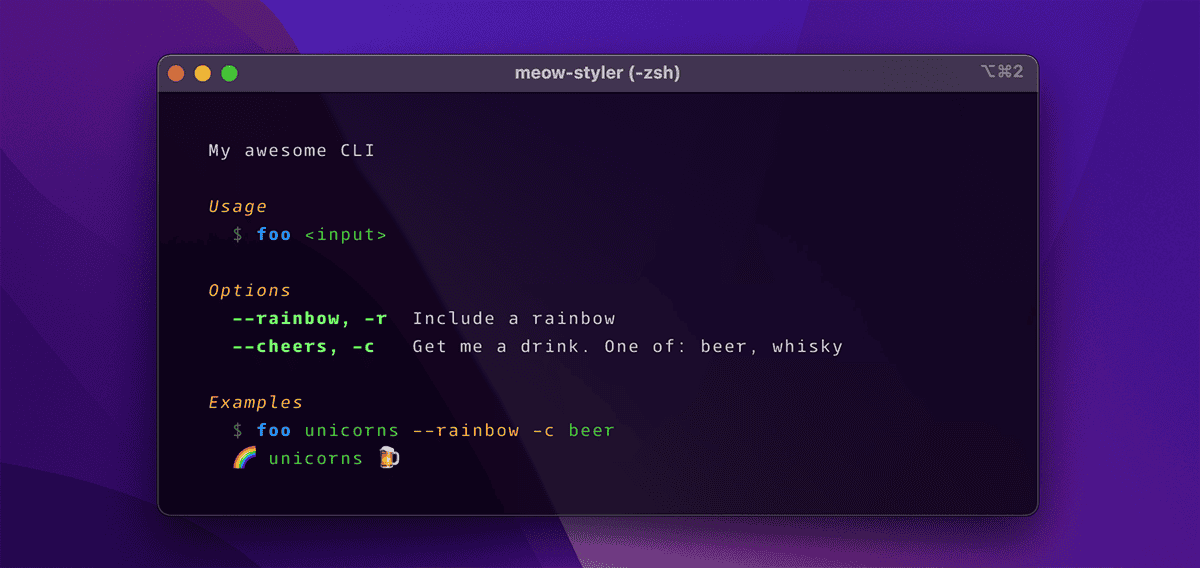 meow-styler (-zsh) ⌥⌘2
My awesome CLI
Usage
$ foo <input>
Options
--rainbow, -r Include a rainbow
--cheers, -c Get me a drink. One of: beer, whisky
Examples
$ foo unicorns --rainbow -c beer
🌈 unicorns 🍺